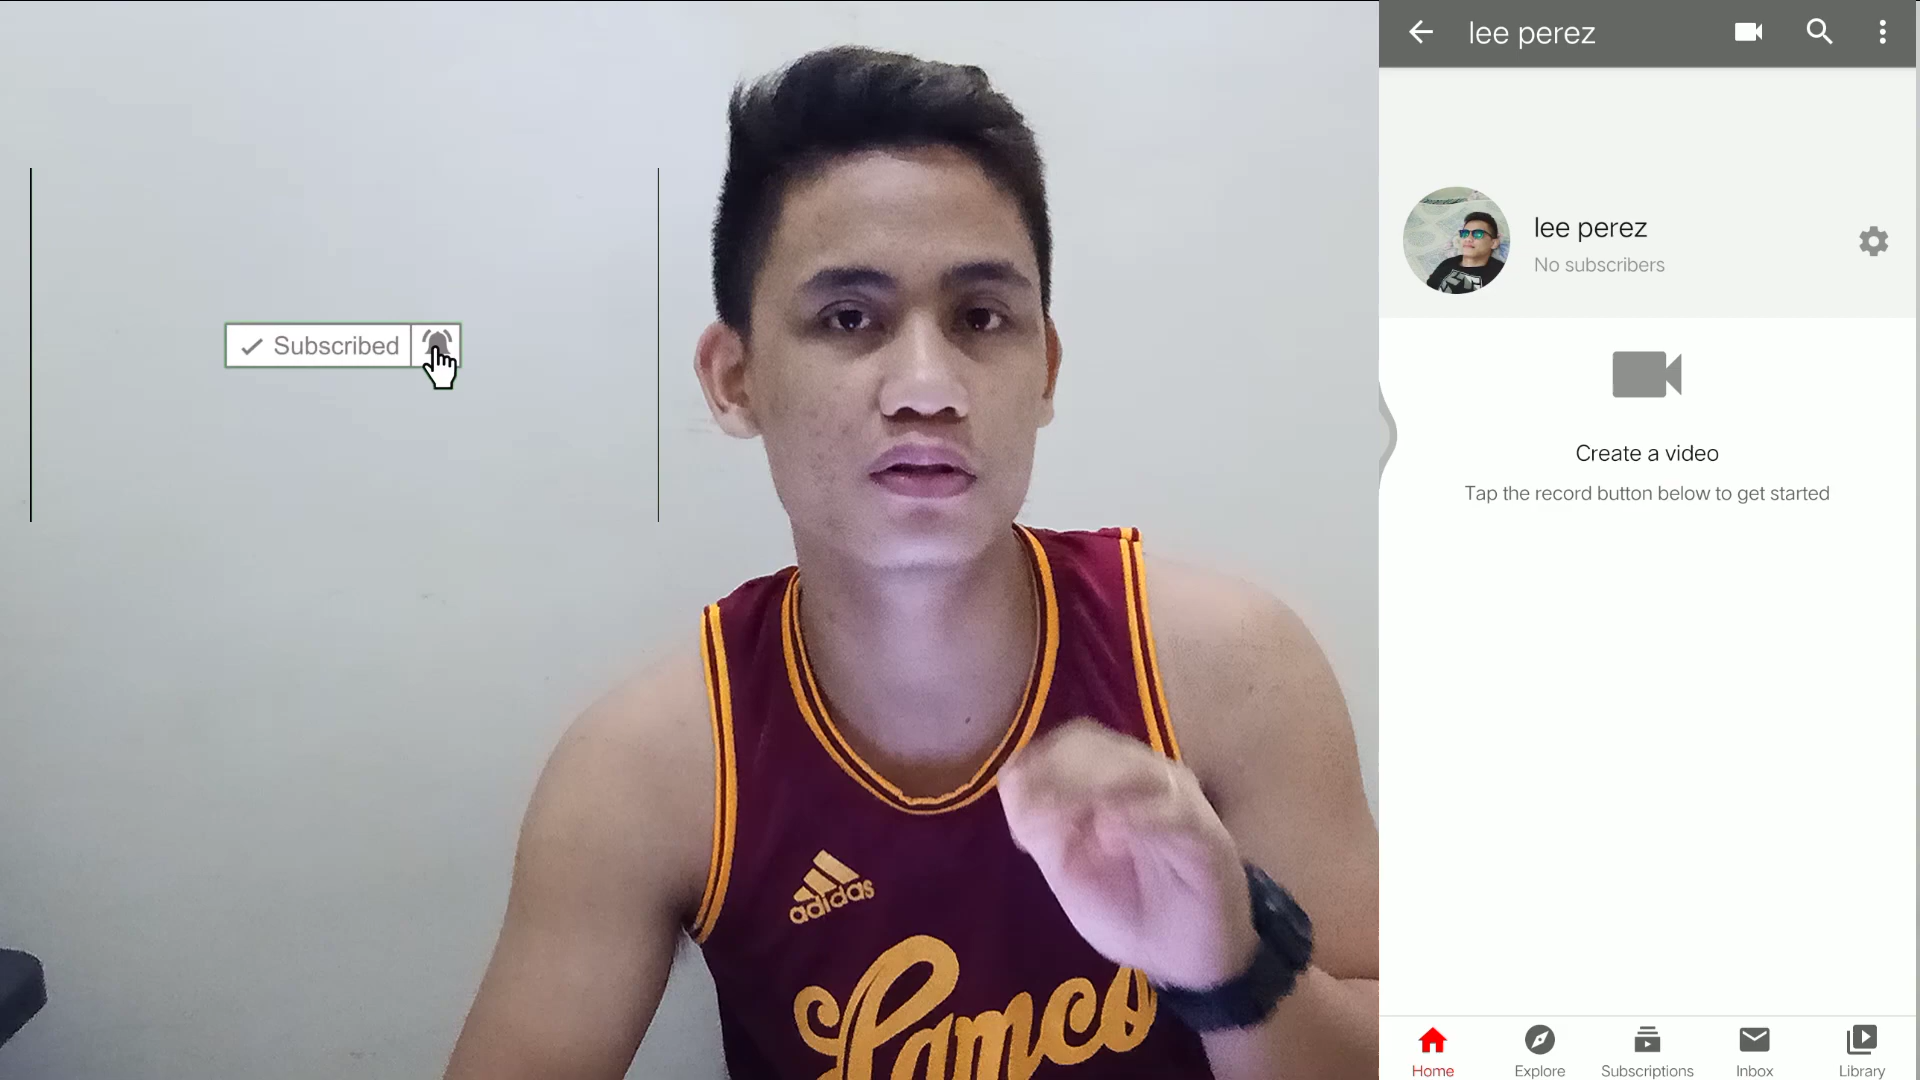 lee perez
lee perez
No subscribers
Subscribed
Create a video
Tap the record button below to get started
adidas
Home
Explore
Subscriptions
Inbox
Library